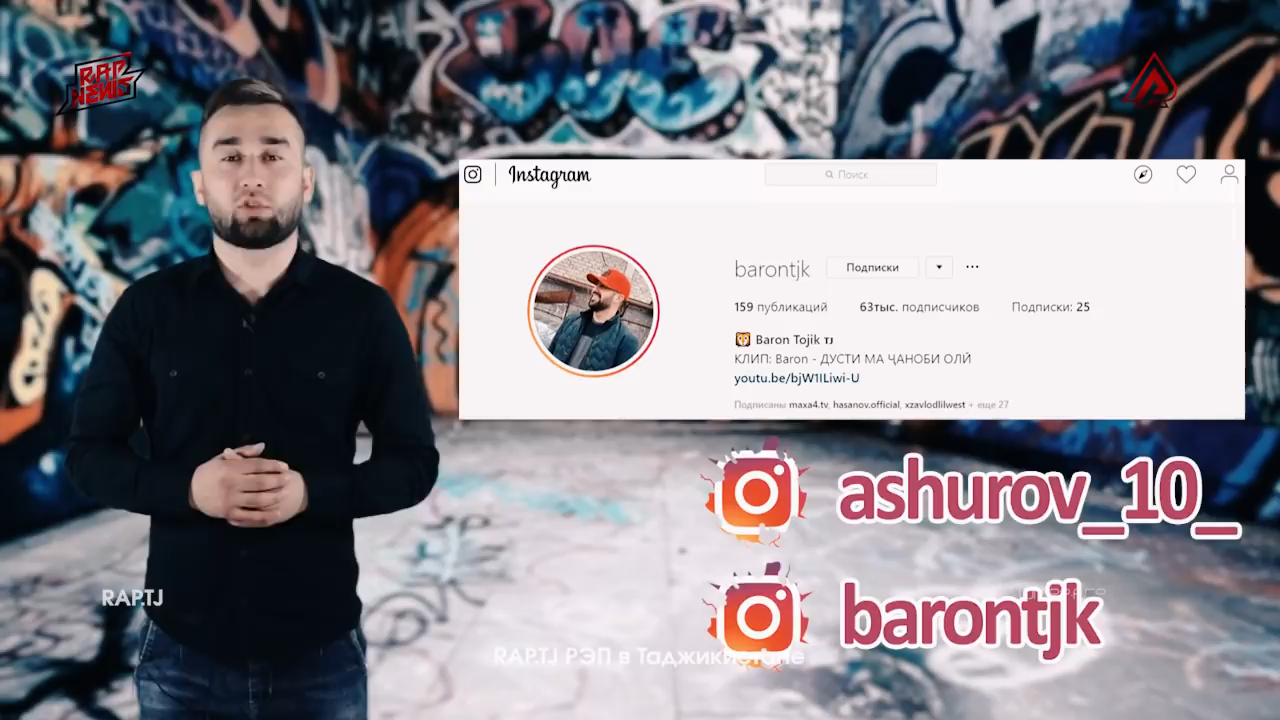 RAP
NEWS
Instagram
Поиск
barontjk
Подписки
159 публикаций 63тыс. подписчиков Подписки: 25
Baron Tojik TJ
КЛИП: Baron - ДУСТИ МА ҶАНОБИ ОЛӢ
youtu.be/bjW1ILiwi-U
Подписаны maxa4.tv, hasanov.official, xzavlodlilwest + еще 27
ashurov_10_
barontjk
RAP.TJ
RAP.TJ РЭП в Таджикистане